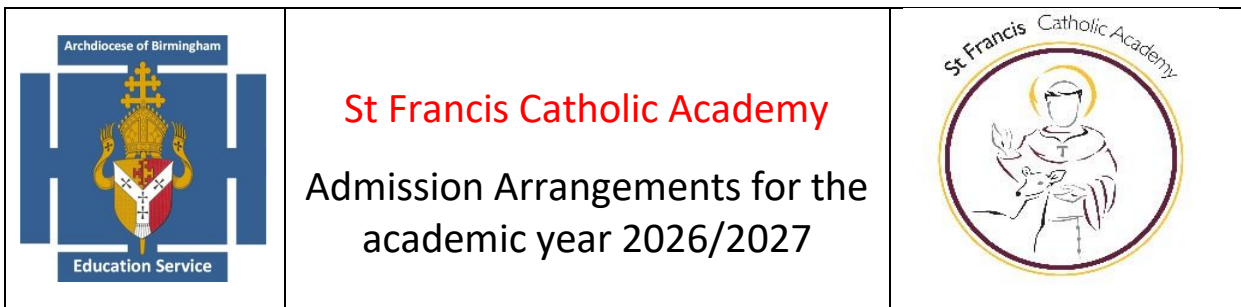 Archdiocese of Birmingham
Education Service
St Francis Catholic Academy
Admission Arrangements for the
academic year 2026/2027
St Francis Catholic Academy
T